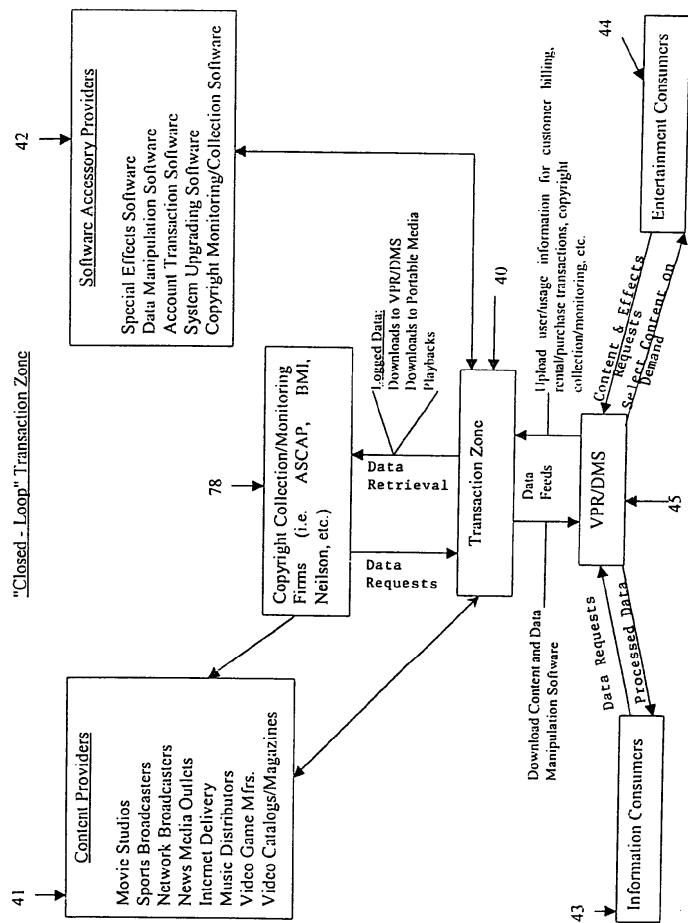 "Closed - Loop" Transaction Zone
41
Content Providers
Movie Studios
Sports Broadcasters
Network Broadcasters
News Media Outlets
Internet Delivery
Music Distributors
Video Game Mfrs.
Video Catalogs/Magazines
78
Copyright Collection/Monitoring
Firms (i.e. ASCAP, BMI,
Neilson, etc.)
42
Software Accessory Providers
Special Effects Software
Data Manipulation Software
Account Transaction Software
System Upgrading Software
Copyright Monitoring/Collection Software
Data
Requests
Data
Retrieval
Logged Data:
Downloads to VPR/DMS
Downloads to Portable Media
Playbacks
Transaction Zone
40
Download Content and Data
Manipulation Software
Data
Feeds
Upload user/usage information for customer billing,
rental/purchase transactions, copyright
collection/monitoring, etc.
VPR/DMS
45
43
Information Consumers
Data Requests
Processed Data
Content & Effects
Requests
Select Content on
Demand
44
Entertainment Consumers